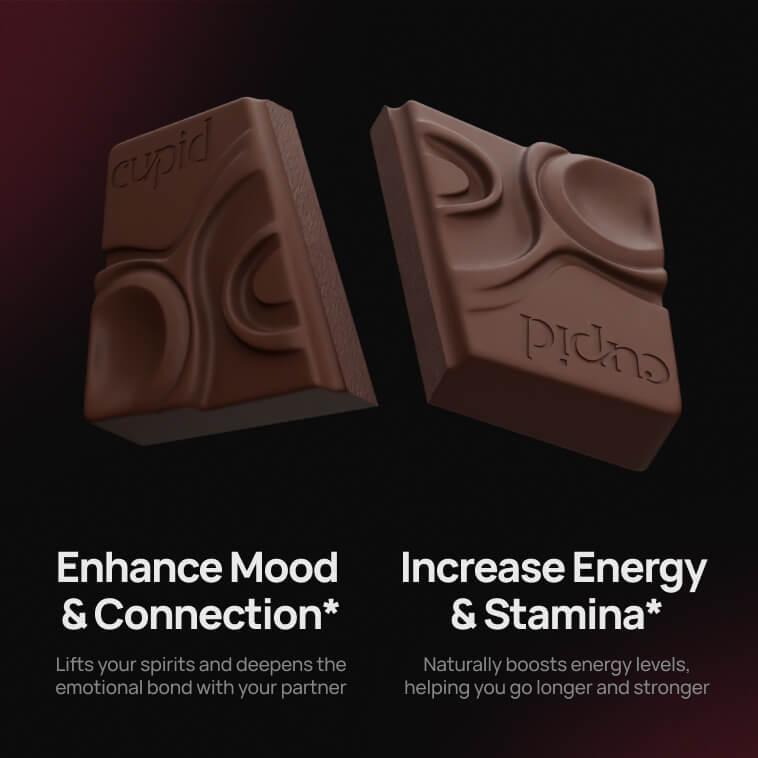 cupid
cupid
Enhance Mood
& Connection*
Lifts your spirits and deepens the
emotional bond with your partner
Increase Energy
& Stamina*
Naturally boosts energy levels,
helping you go longer and stronger